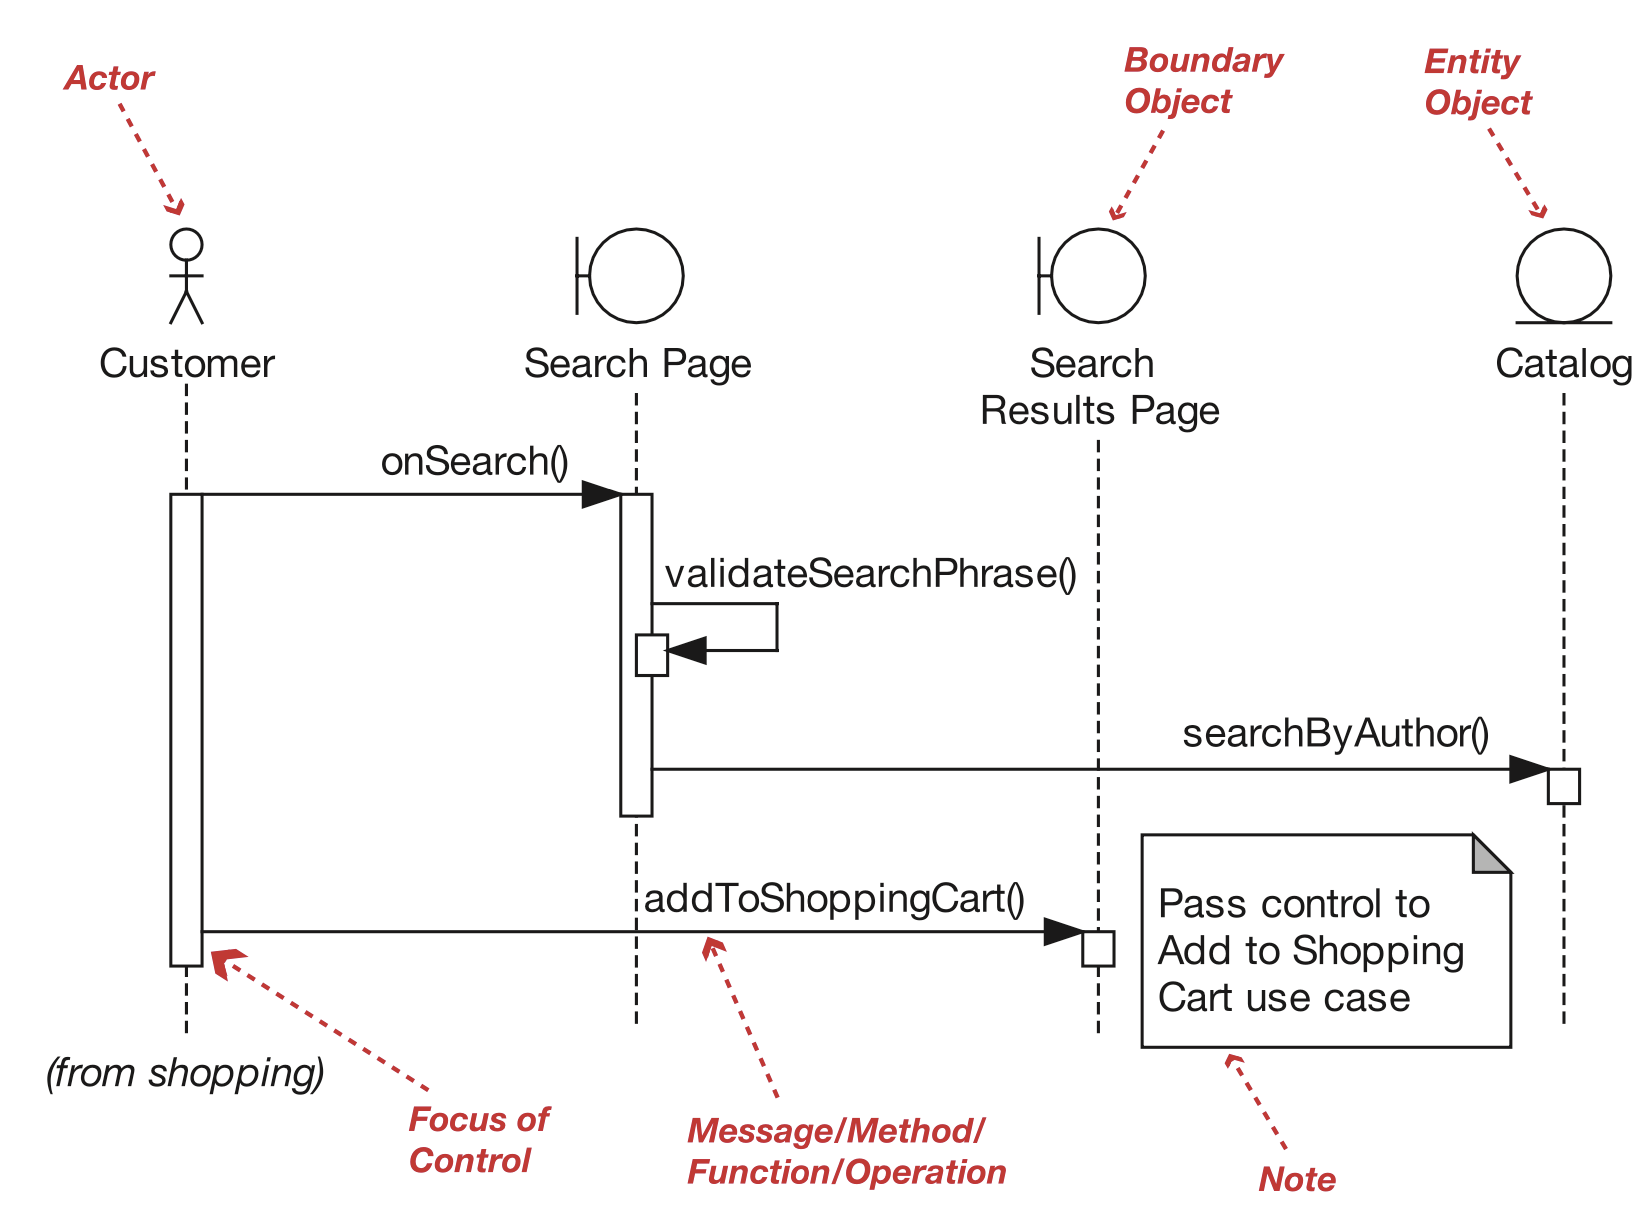 Actor
Boundary
Object
Entity
Object
Customer
Search Page
Search
Results Page
Catalog
onSearch()
validateSearchPhrase()
searchByAuthor()
addToShoppingCart()
Pass control to
Add to Shopping
Cart use case
(from shopping)
Focus of
Control
Message/Method/
Function/Operation
Note